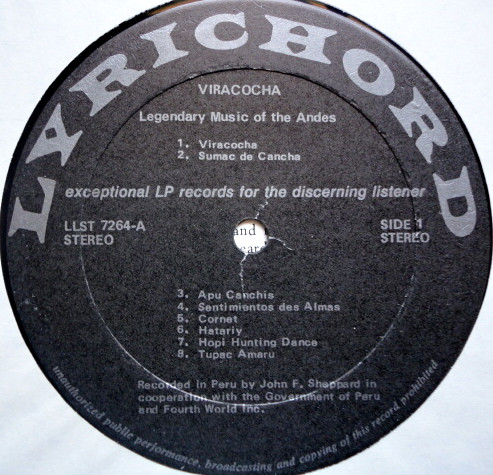 LYRICHORD
VIRACOCHA
Legendary Music of the Andes
1. Viracocha
2. Sumac de Cancha
exceptional LP records for the discerning listener
LLST 7264-A
STEREO
SIDE 1
STEREO
and
3. Apu Canchis
4. Sentimientos des Almas
5. Cornet
6. Hatariy
7. Hopi Hunting Dance
8. Tupac Amaru
Recorded in Peru by John F. Sheppard in
cooperation with the Government of Peru
and Fourth World Inc.
unauthorized public performance, broadcasting and copying of this record prohibited